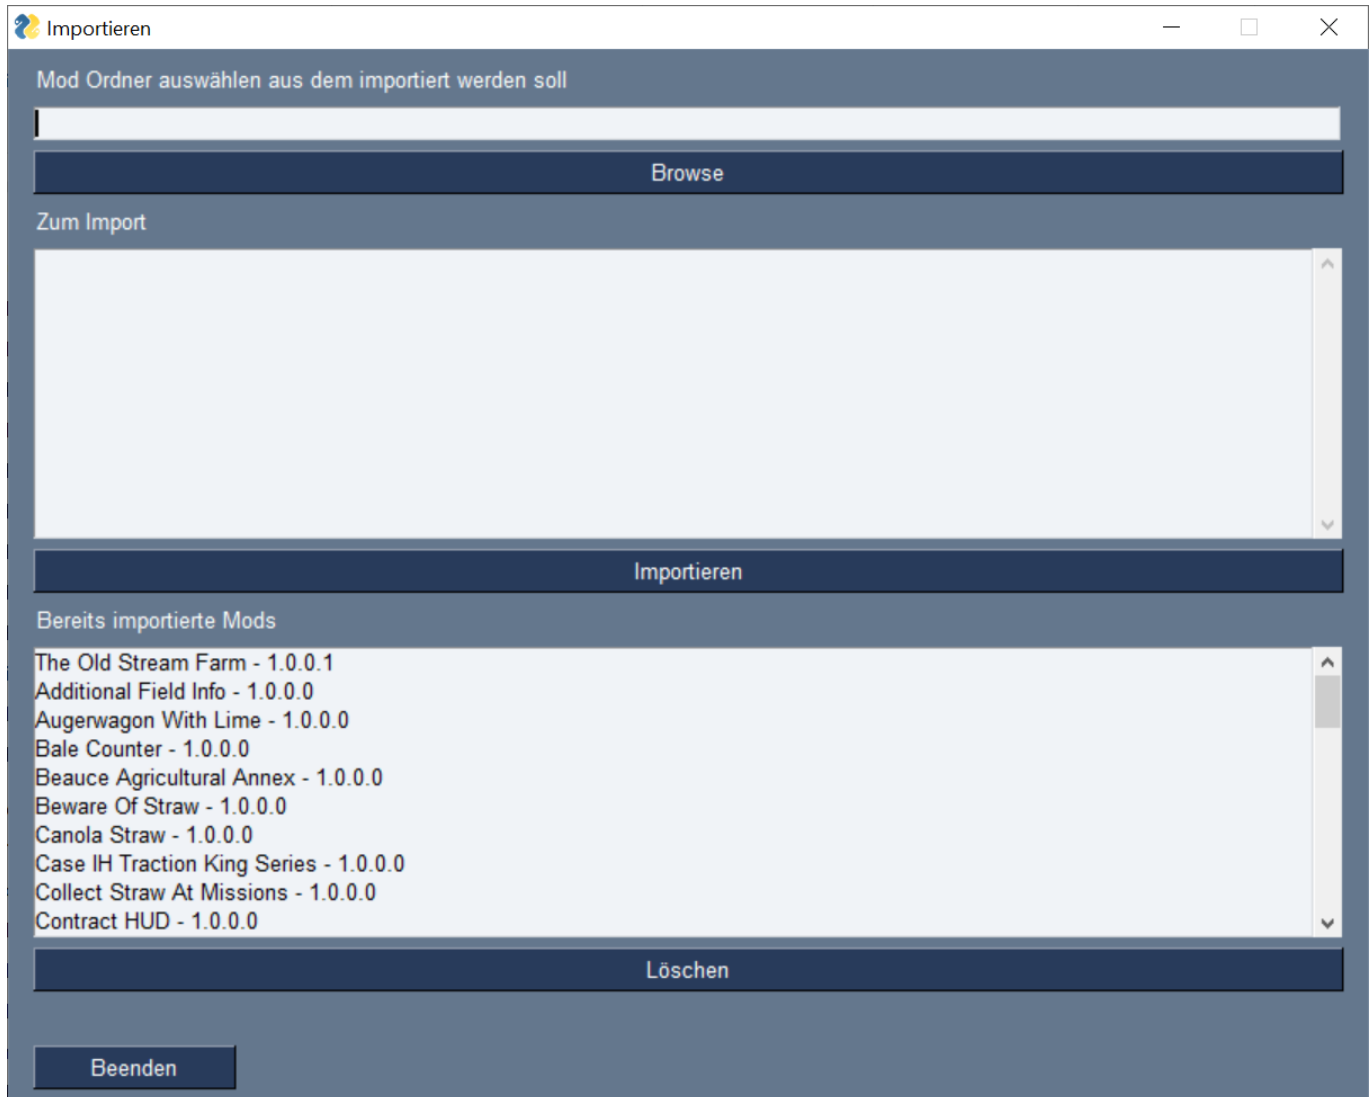 Importieren
Mod Ordner auswählen aus dem importiert werden soll
Browse
Zum Import
Importieren
Bereits importierte Mods
The Old Stream Farm - 1.0.0.1
Additional Field Info - 1.0.0.0
Augerwagon With Lime - 1.0.0.0
Bale Counter - 1.0.0.0
Beauce Agricultural Annex - 1.0.0.0
Beware Of Straw - 1.0.0.0
Canola Straw - 1.0.0.0
Case IH Traction King Series - 1.0.0.0
Collect Straw At Missions - 1.0.0.0
Contract HUD - 1.0.0.0
Löschen
Beenden